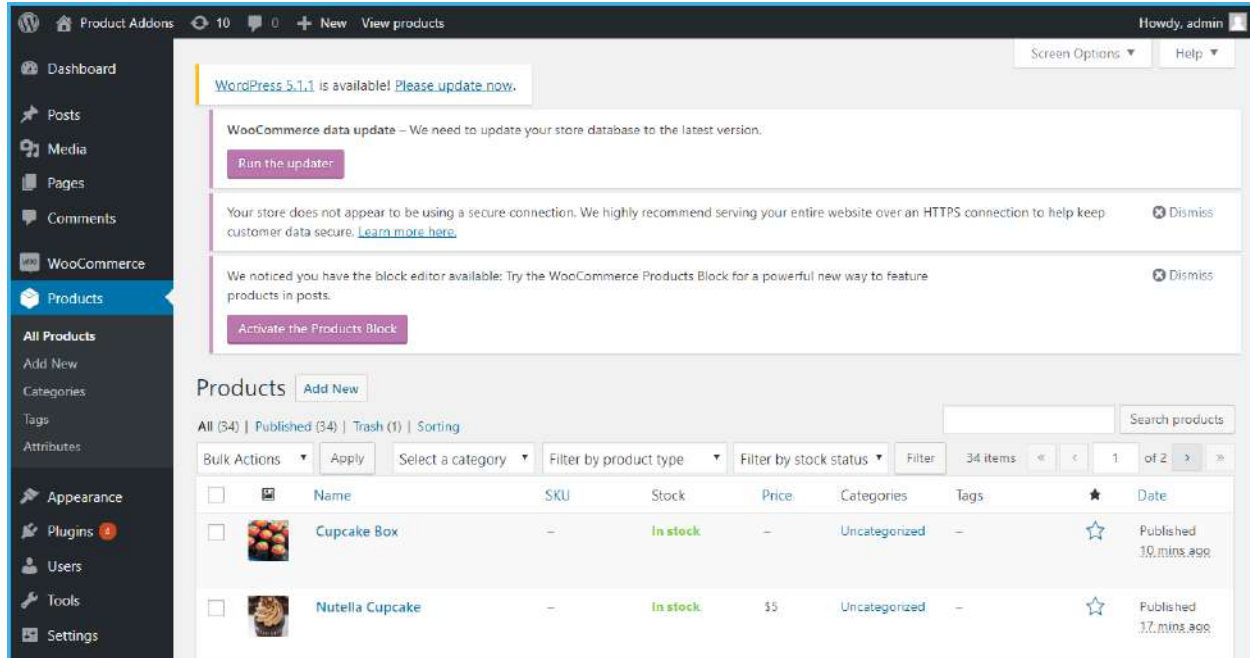 Product Addons 10 0 New View products Howdy, admin
Screen Options ▼ Help ▼
Dashboard
Posts
Media
Pages
Comments
WooCommerce
Products
All Products
Add New
Categories
Tags
Attributes
Appearance
Plugins 4
Users
Tools
Settings
WordPress 5.1.1 is available! Please update now.
WooCommerce data update – We need to update your store database to the latest version.
Run the updater
Your store does not appear to be using a secure connection. We highly recommend serving your entire website over an HTTPS connection to help keep
customer data secure. Learn more here.
Dismiss
We noticed you have the block editor available: Try the WooCommerce Products Block for a powerful new way to feature
products in posts.
Dismiss
Activate the Products Block
Products Add New
All (34) | Published (34) | Trash (1) | Sorting
Search products
Bulk Actions ▼ Apply Select a category ▼ Filter by product type ▼ Filter by stock status ▼ Filter 34 items « ‹ 1 of 2 › »
Name SKU Stock Price Categories Tags ★ Date
Cupcake Box – In stock – Uncategorized – Published
10 mins ago
Nutella Cupcake – In stock $5 Uncategorized – Published
17 mins ago